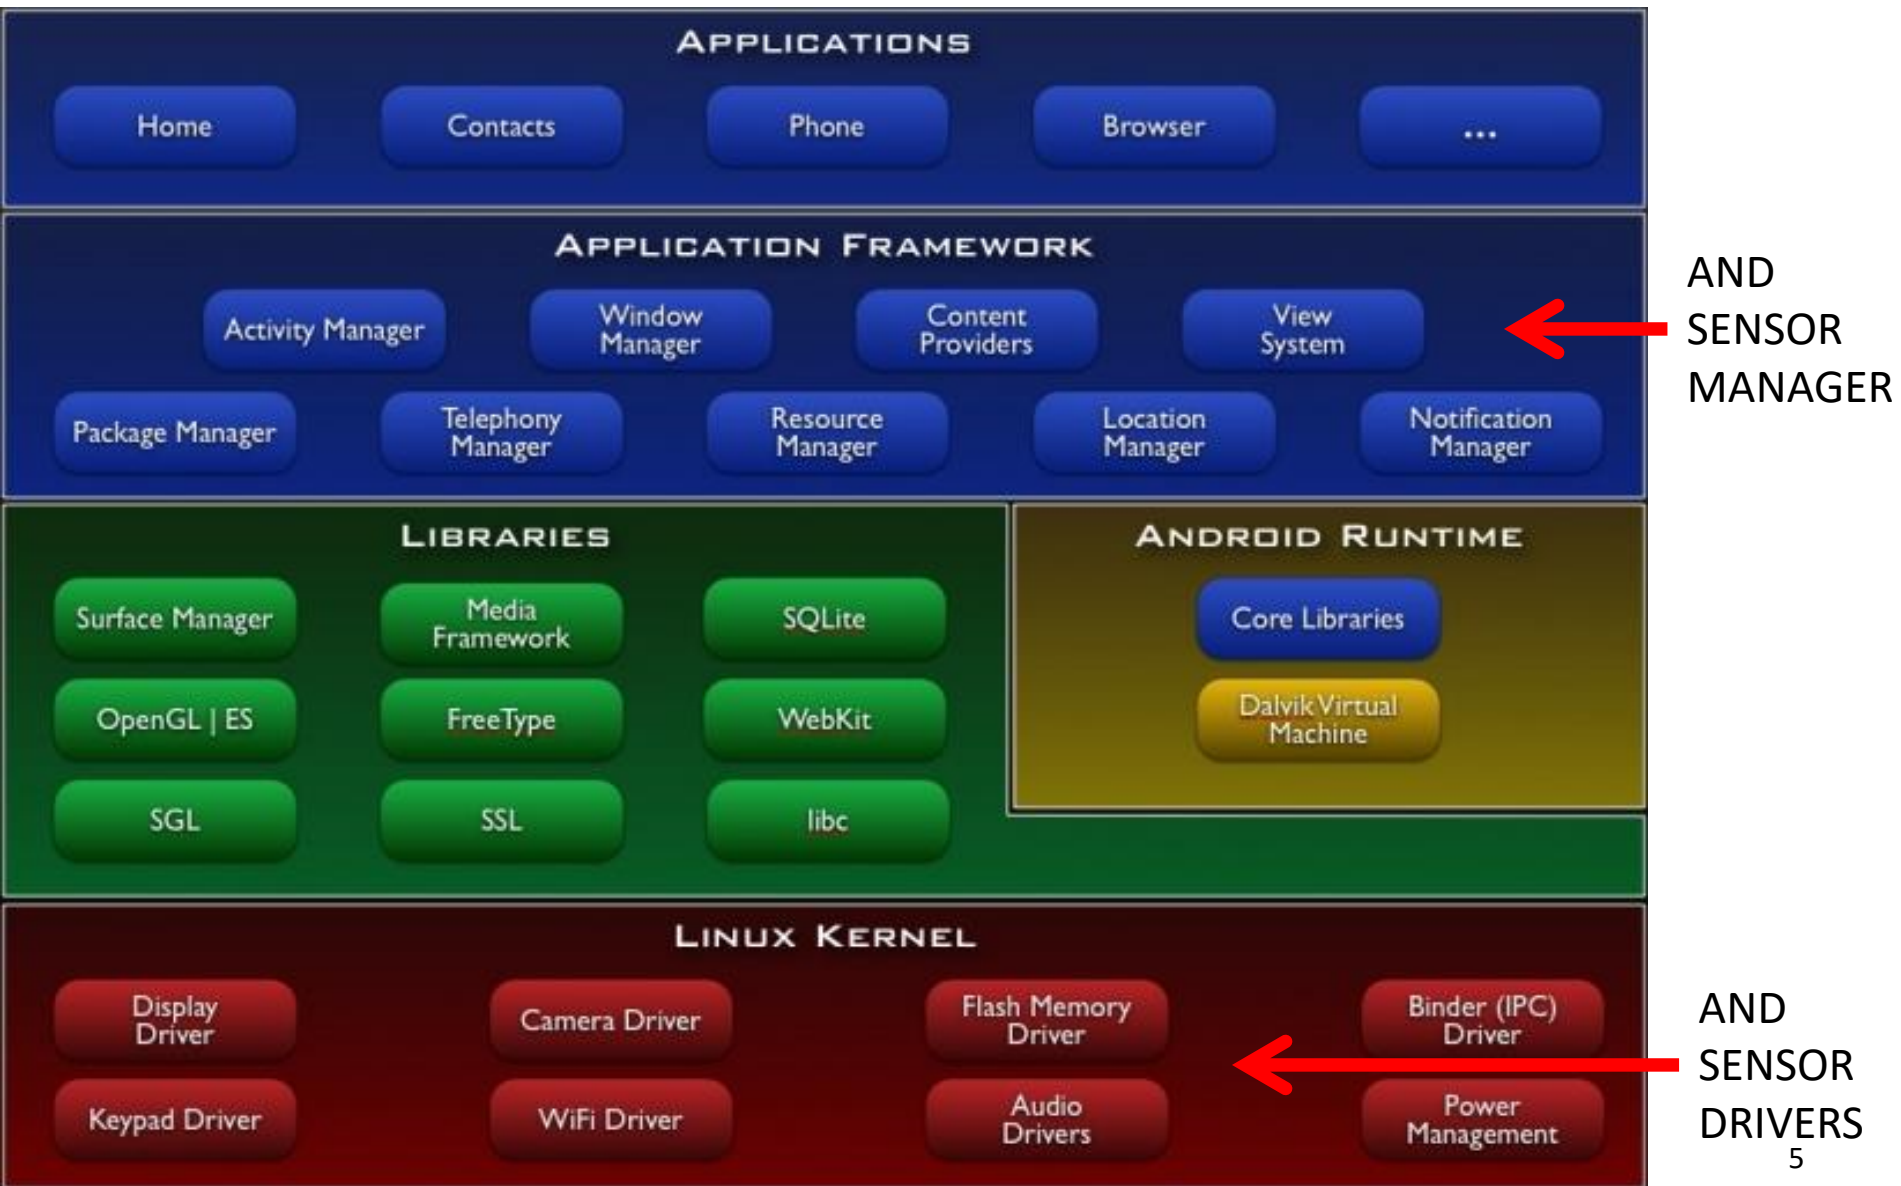 APPLICATIONS
Home
Contacts
Phone
Browser
...
APPLICATION FRAMEWORK
Activity Manager
Window
Manager
Content
Providers
View
System
Package Manager
Telephony
Manager
Resource
Manager
Location
Manager
Notification
Manager
AND
SENSOR
MANAGER
LIBRARIES
Surface Manager
Media
Framework
SQLite
OpenGL | ES
FreeType
WebKit
SGL
SSL
libc
ANDROID RUNTIME
Core Libraries
Dalvik Virtual
Machine
LINUX KERNEL
Display
Driver
Camera Driver
Flash Memory
Driver
Binder (IPC)
Driver
Keypad Driver
WiFi Driver
Audio
Drivers
Power
Management
AND
SENSOR
DRIVERS
5